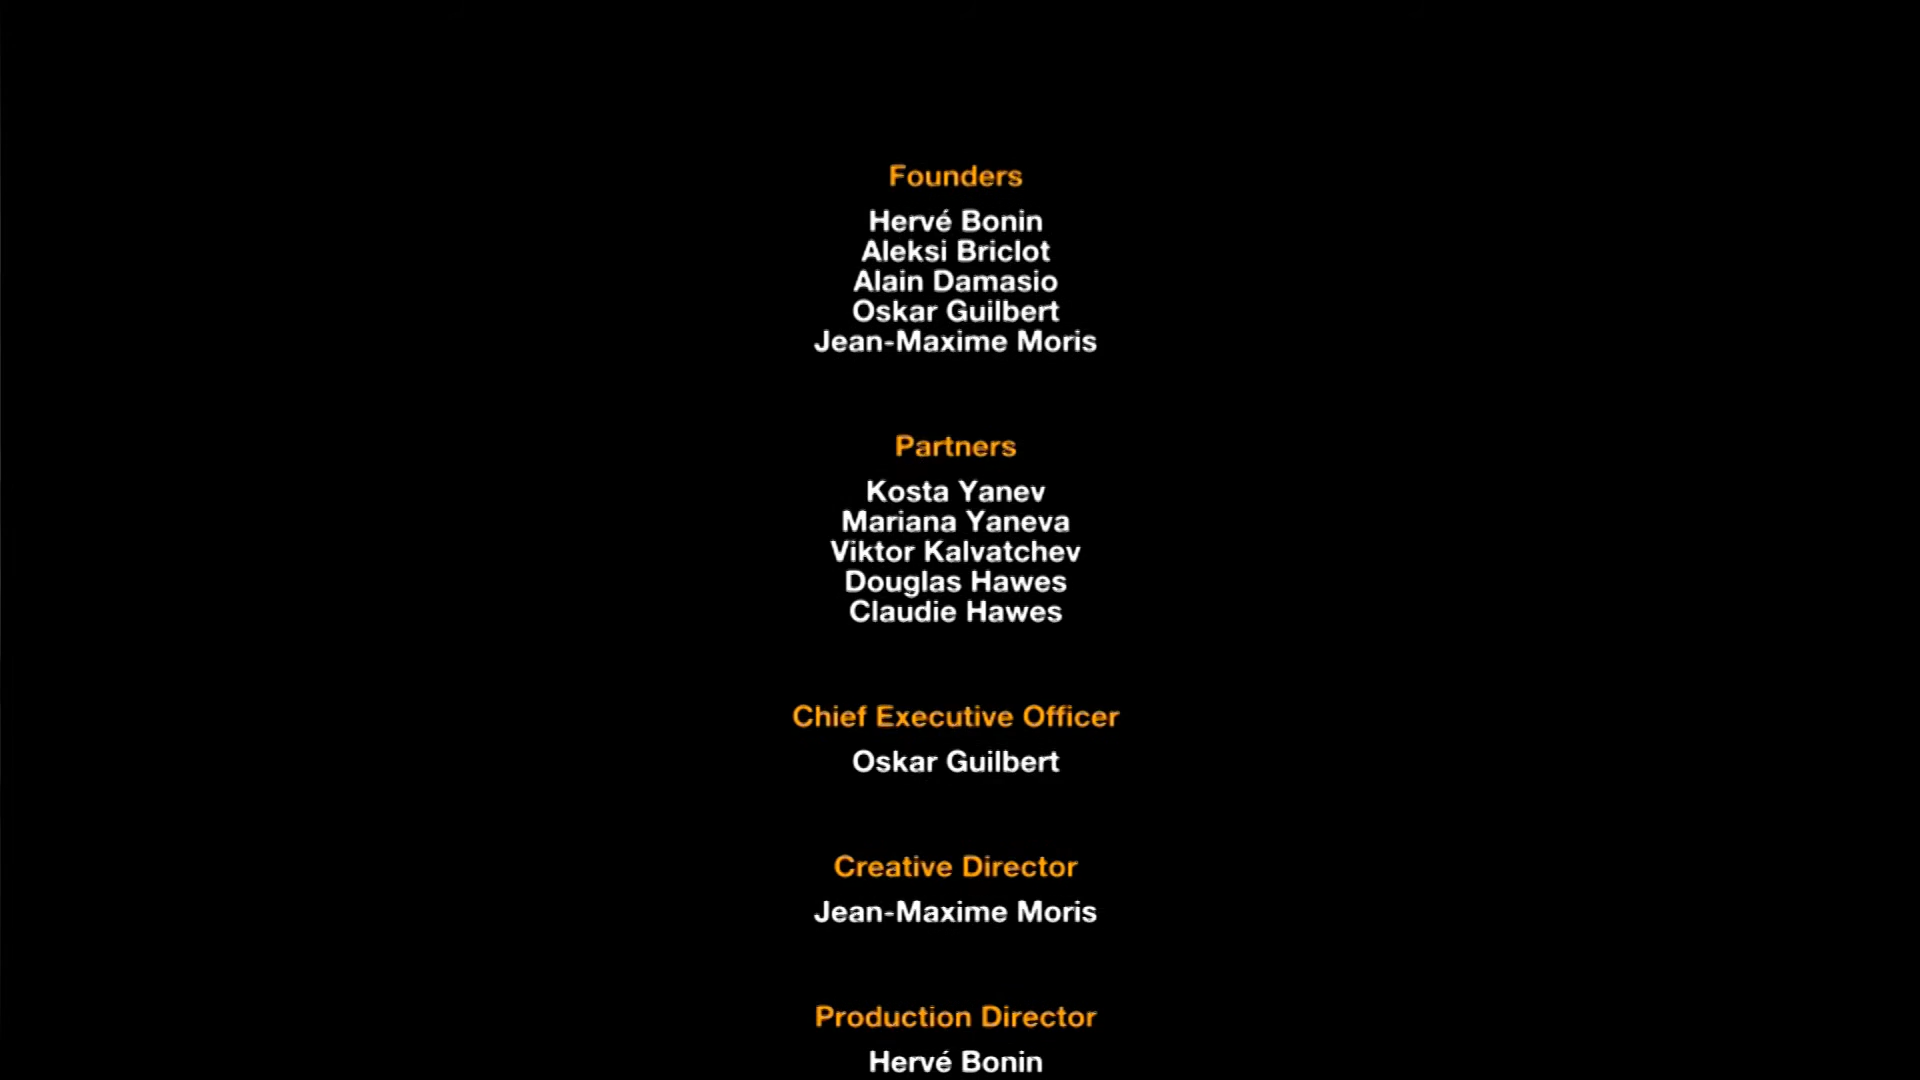 Founders
Hervé Bonin
Aleksi Briclot
Alain Damasio
Oskar Guilbert
Jean-Maxime Moris
Partners
Kosta Yanev
Mariana Yaneva
Viktor Kalvatchev
Douglas Hawes
Claudie Hawes
Chief Executive Officer
Oskar Guilbert
Creative Director
Jean-Maxime Moris
Production Director
Hervé Bonin